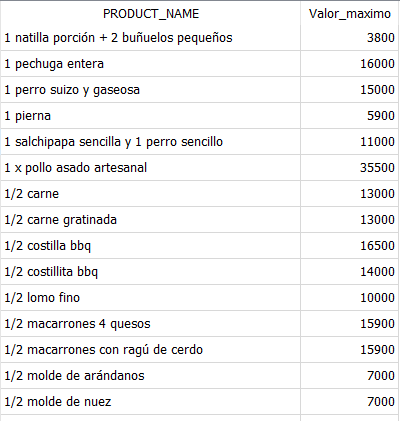 PRODUCT_NAME Valor_maximo
1 natilla porción + 2 buñuelos pequeños 3800
1 pechuga entera 16000
1 perro suizo y gaseosa 15000
1 pierna 5900
1 salchipapa sencilla y 1 perro sencillo 11000
1 x pollo asado artesanal 35500
1/2 carne 13000
1/2 carne gratinada 13000
1/2 costilla bbq 16500
1/2 costillita bbq 14000
1/2 lomo fino 10000
1/2 macarrones 4 quesos 15900
1/2 macarrones con ragú de cerdo 15900
1/2 molde de arándanos 7000
1/2 molde de nuez 7000